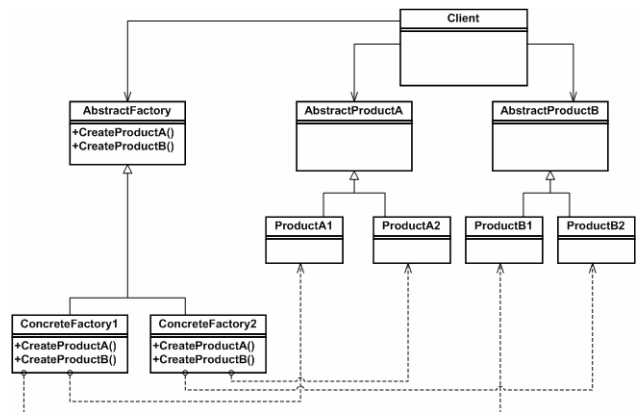 Client
AbstractFactory
+CreateProductA()
+CreateProductB()
AbstractProductA
AbstractProductB
ProductA1
ProductA2
ProductB1
ProductB2
ConcreteFactory1
+CreateProductA()
+CreateProductB()
ConcreteFactory2
+CreateProductA()
+CreateProductB()